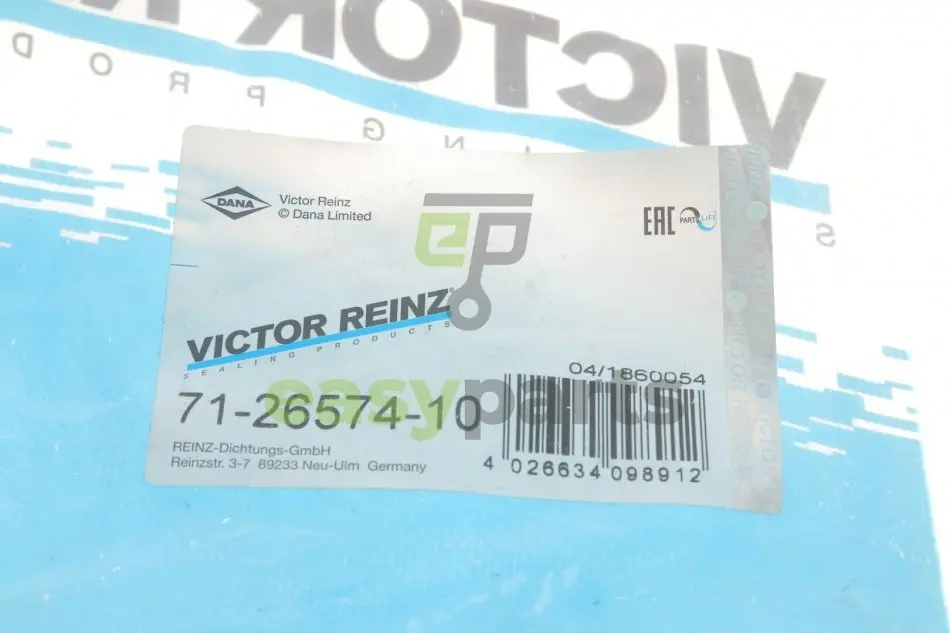 VICTOR
S
DANA
Victor Reinz
© Dana Limited
EAC
PARTS LIFE
ep
VICTOR REINZ®
SEALING PRODUCTS
easyparts
04/1860054
71-26574-10
REINZ-Dichtungs-GmbH
Reinzstr. 3-7 89233 Neu-Ulm Germany
4 026634 098912